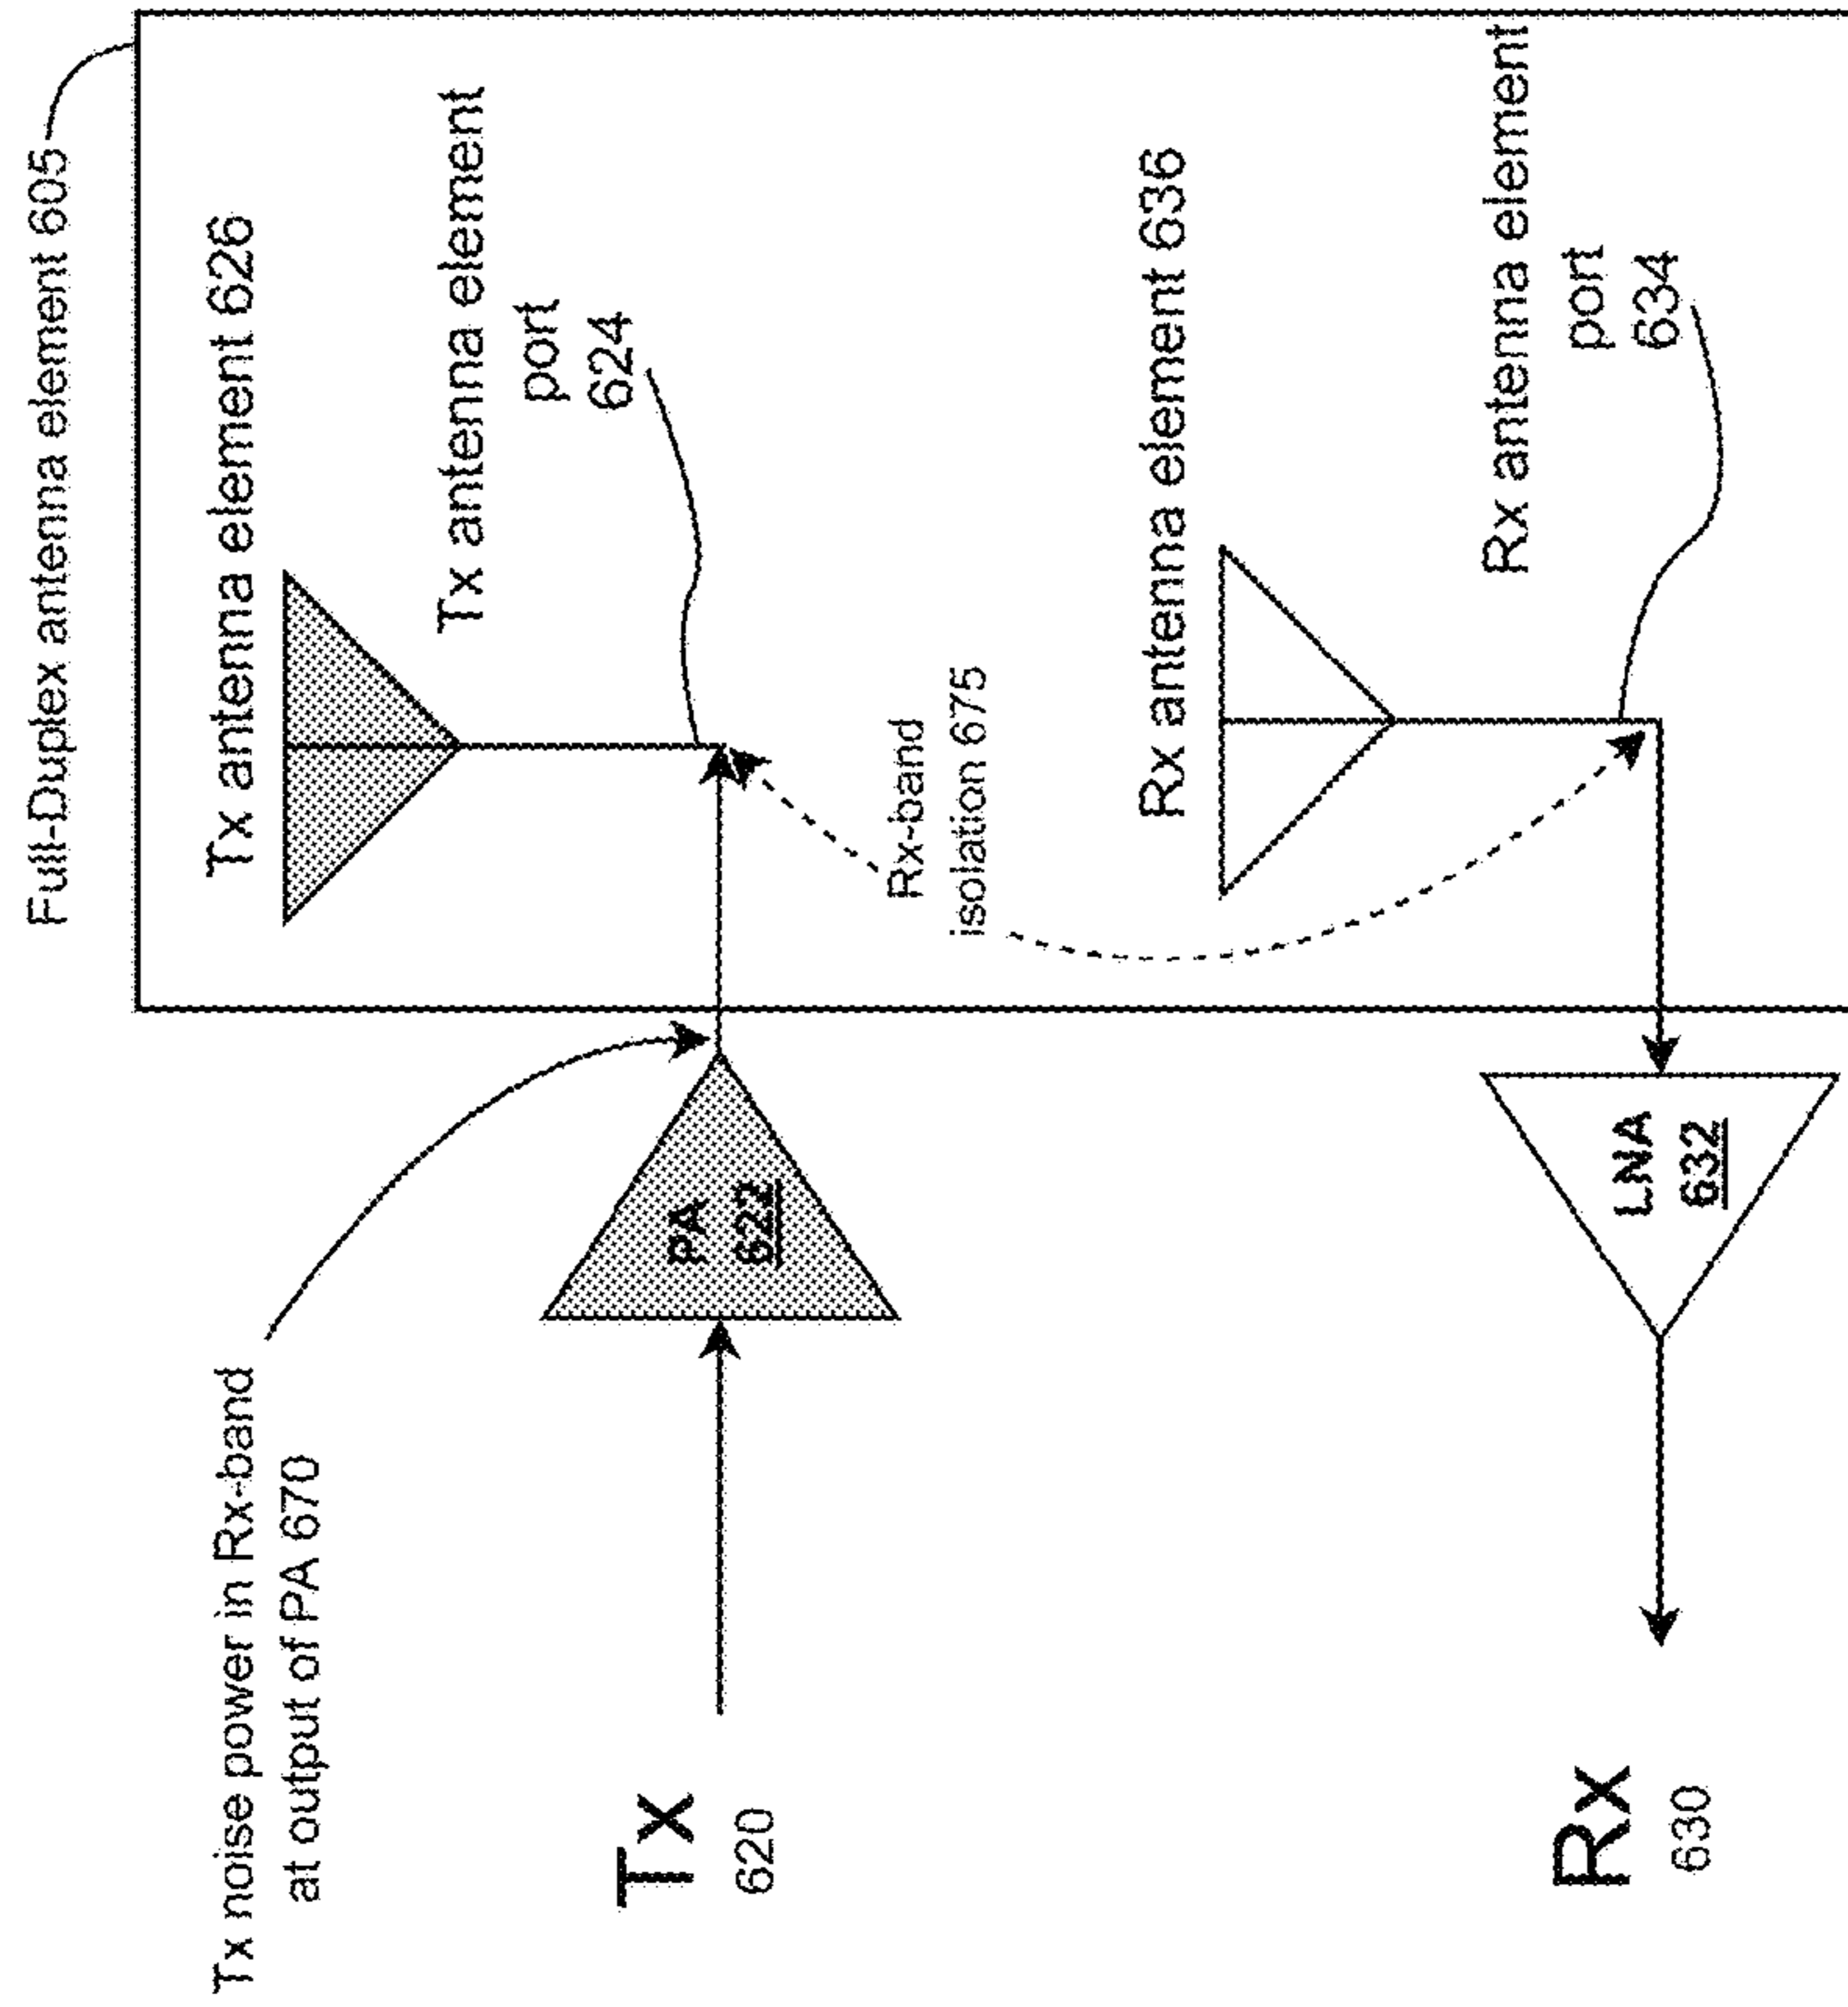 Full-Duplex antenna element 605
Tx noise power in Rx-band
at output of PA 670
Tx antenna element 626
Tx antenna element
port
624
Tx
620
PA
622
Rx-band
isolation 675
Rx antenna element 636
Rx antenna element
port
634
Rx
630
LNA
632